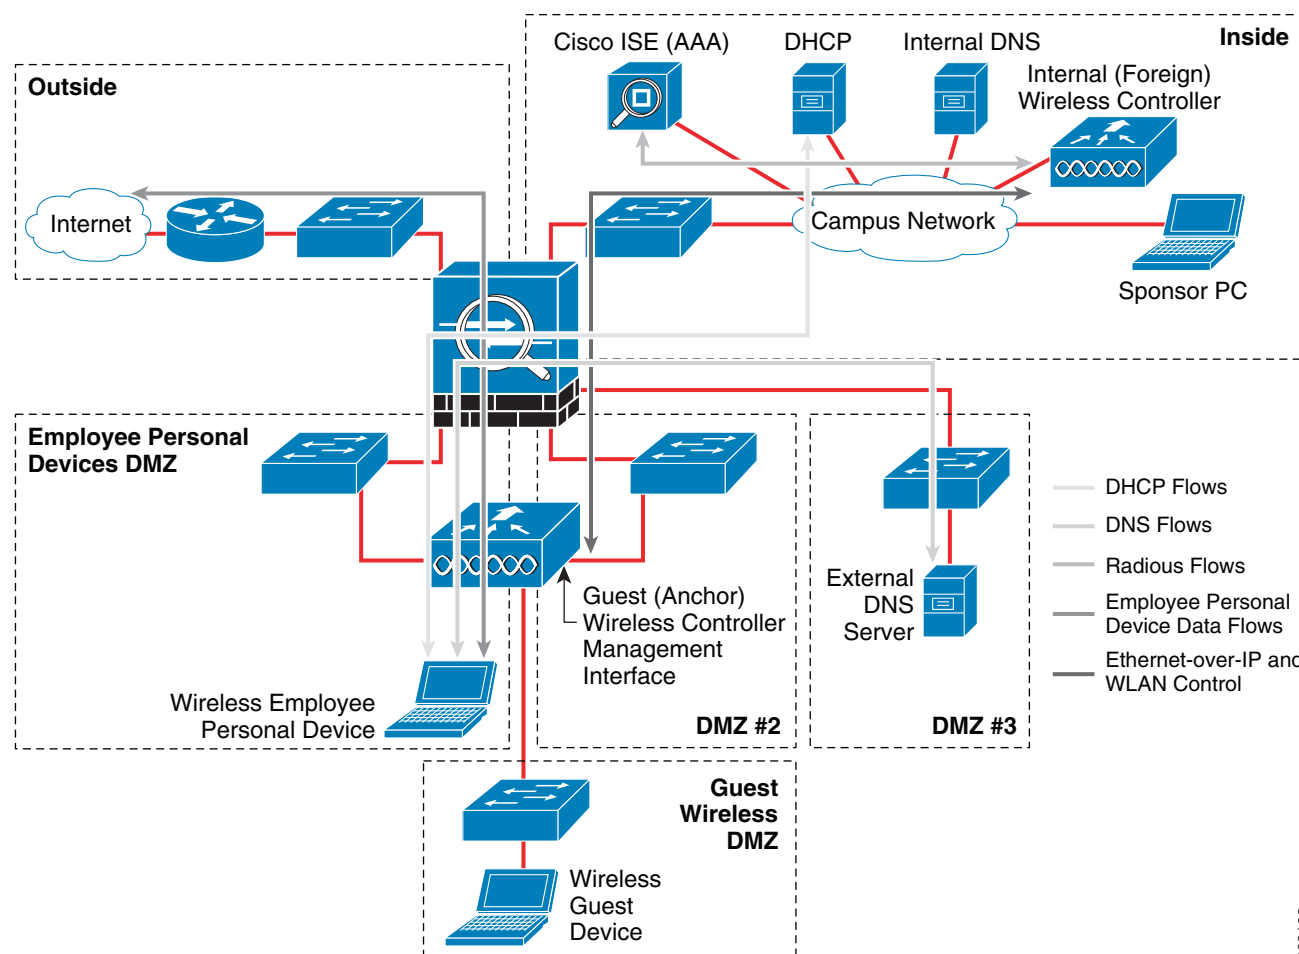 Cisco ISE (AAA)
DHCP
Internal DNS
Inside
Internal (Foreign)
Wireless Controller
Outside
Internet
Campus Network
Sponsor PC
Employee Personal
Devices DMZ
Guest (Anchor)
Wireless Controller
Management
Interface
Wireless Employee
Personal Device
DMZ #2
External
DNS
Server
DMZ #3
DHCP Flows
DNS Flows
Radious Flows
Employee Personal
Device Data Flows
Ethernet-over-IP and
WLAN Control
Guest
Wireless
DMZ
Wireless
Guest
Device